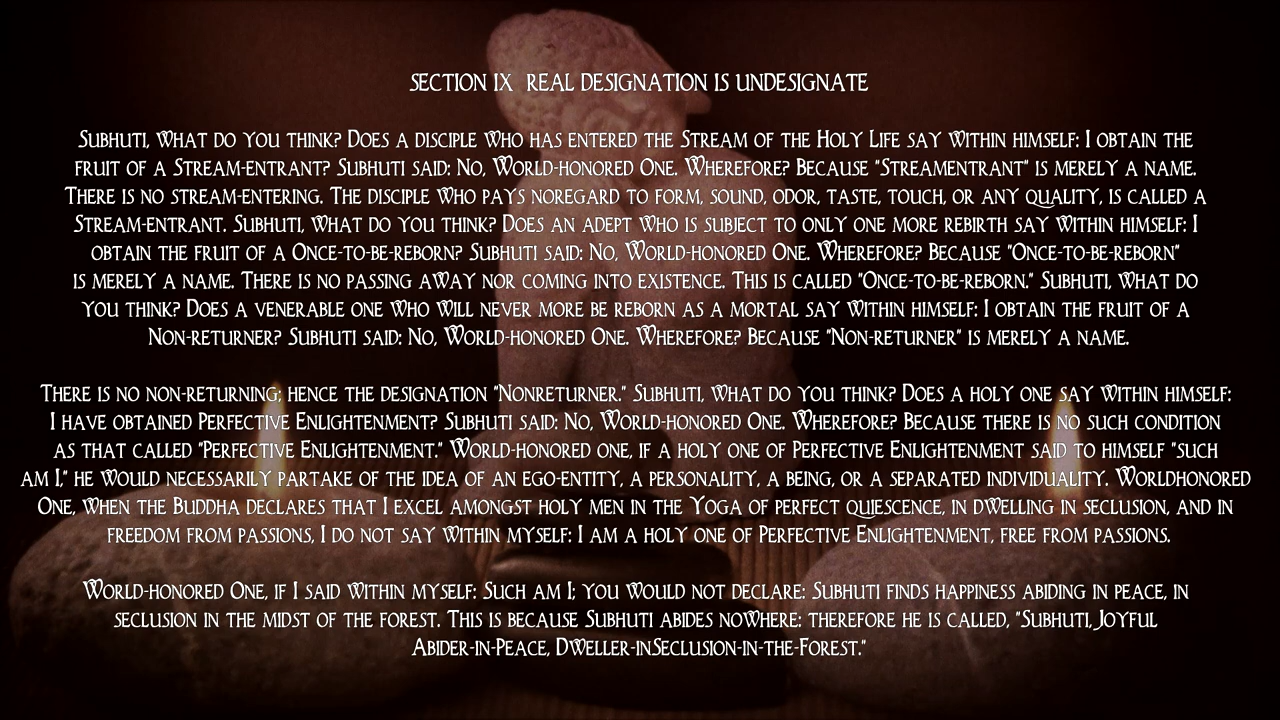 SECTION IX REAL DESIGNATION IS UNDESIGNATE
SUBHUTI, WHAT DO YOU THINK? DOES A DISCIPLE WHO HAS ENTERED THE STREAM OF THE HOLY LIFE SAY WITHIN HIMSELF: I OBTAIN THE
FRUIT OF A STREAM-ENTRANT? SUBHUTI SAID: NO, WORLD-HONORED ONE. WHEREFORE? BECAUSE "STREAMENTRANT" IS MERELY A NAME.
THERE IS NO STREAM-ENTERING. THE DISCIPLE WHO PAYS NOREGARD TO FORM, SOUND, ODOR, TASTE, TOUCH, OR ANY QUALITY, IS CALLED A
STREAM-ENTRANT. SUBHUTI, WHAT DO YOU THINK? DOES AN ADEPT WHO IS SUBJECT TO ONLY ONE MORE REBIRTH SAY WITHIN HIMSELF: I
OBTAIN THE FRUIT OF A ONCE-TO-BE-REBORN? SUBHUTI SAID: NO, WORLD-HONORED ONE. WHEREFORE? BECAUSE "ONCE-TO-BE-REBORN"
IS MERELY A NAME. THERE IS NO PASSING AWAY NOR COMING INTO EXISTENCE. THIS IS CALLED "ONCE-TO-BE-REBORN." SUBHUTI, WHAT DO
YOU THINK? DOES A VENERABLE ONE WHO WILL NEVER MORE BE REBORN AS A MORTAL SAY WITHIN HIMSELF: I OBTAIN THE FRUIT OF A
NON-RETURNER? SUBHUTI SAID: NO, WORLD-HONORED ONE. WHEREFORE? BECAUSE "NON-RETURNER" IS MERELY A NAME.
THERE IS NO NON-RETURNING; HENCE THE DESIGNATION "NONRETURNER." SUBHUTI, WHAT DO YOU THINK? DOES A HOLY ONE SAY WITHIN HIMSELF:
I HAVE OBTAINED PERFECTIVE ENLIGHTENMENT? SUBHUTI SAID: NO, WORLD-HONORED ONE. WHEREFORE? BECAUSE THERE IS NO SUCH CONDITION
AS THAT CALLED "PERFECTIVE ENLIGHTENMENT." WORLD-HONORED ONE, IF A HOLY ONE OF PERFECTIVE ENLIGHTENMENT SAID TO HIMSELF "SUCH
AM I," HE WOULD NECESSARILY PARTAKE OF THE IDEA OF AN EGO-ENTITY, A PERSONALITY, A BEING, OR A SEPARATED INDIVIDUALITY. WORLDHONORED
ONE, WHEN THE BUDDHA DECLARES THAT I EXCEL AMONGST HOLY MEN IN THE YOGA OF PERFECT QUIESCENCE, IN DWELLING IN SECLUSION, AND IN
FREEDOM FROM PASSIONS, I DO NOT SAY WITHIN MYSELF: I AM A HOLY ONE OF PERFECTIVE ENLIGHTENMENT, FREE FROM PASSIONS.
WORLD-HONORED ONE, IF I SAID WITHIN MYSELF: SUCH AM I; YOU WOULD NOT DECLARE: SUBHUTI FINDS HAPPINESS ABIDING IN PEACE, IN
SECLUSION IN THE MIDST OF THE FOREST. THIS IS BECAUSE SUBHUTI ABIDES NOWHERE: THEREFORE HE IS CALLED, "SUBHUTI, JOYFUL
ABIDER-IN-PEACE, DWELLER-INSECLUSION-IN-THE-FOREST."